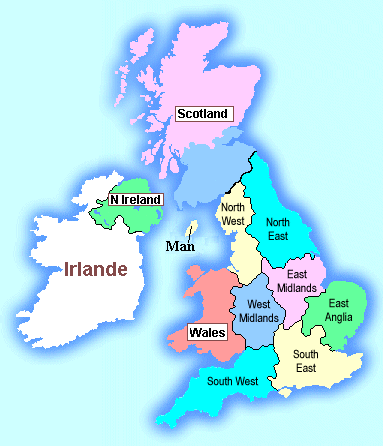 Scotland
N Ireland
North
West
North
East
Man
Irlande
East
Midlands
West
Midlands
East
Anglia
Wales
South
East
South West